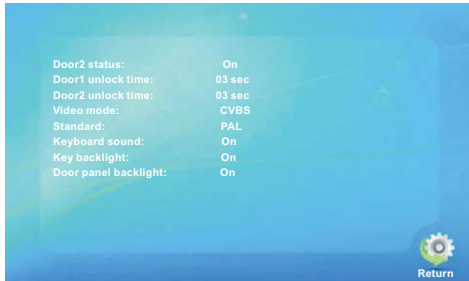 Door2 status: On
Door1 unlock time: 03 sec
Door2 unlock time: 03 sec
Video mode: CVBS
Standard: PAL
Keyboard sound: On
Key backlight: On
Door panel backlight: On
Return